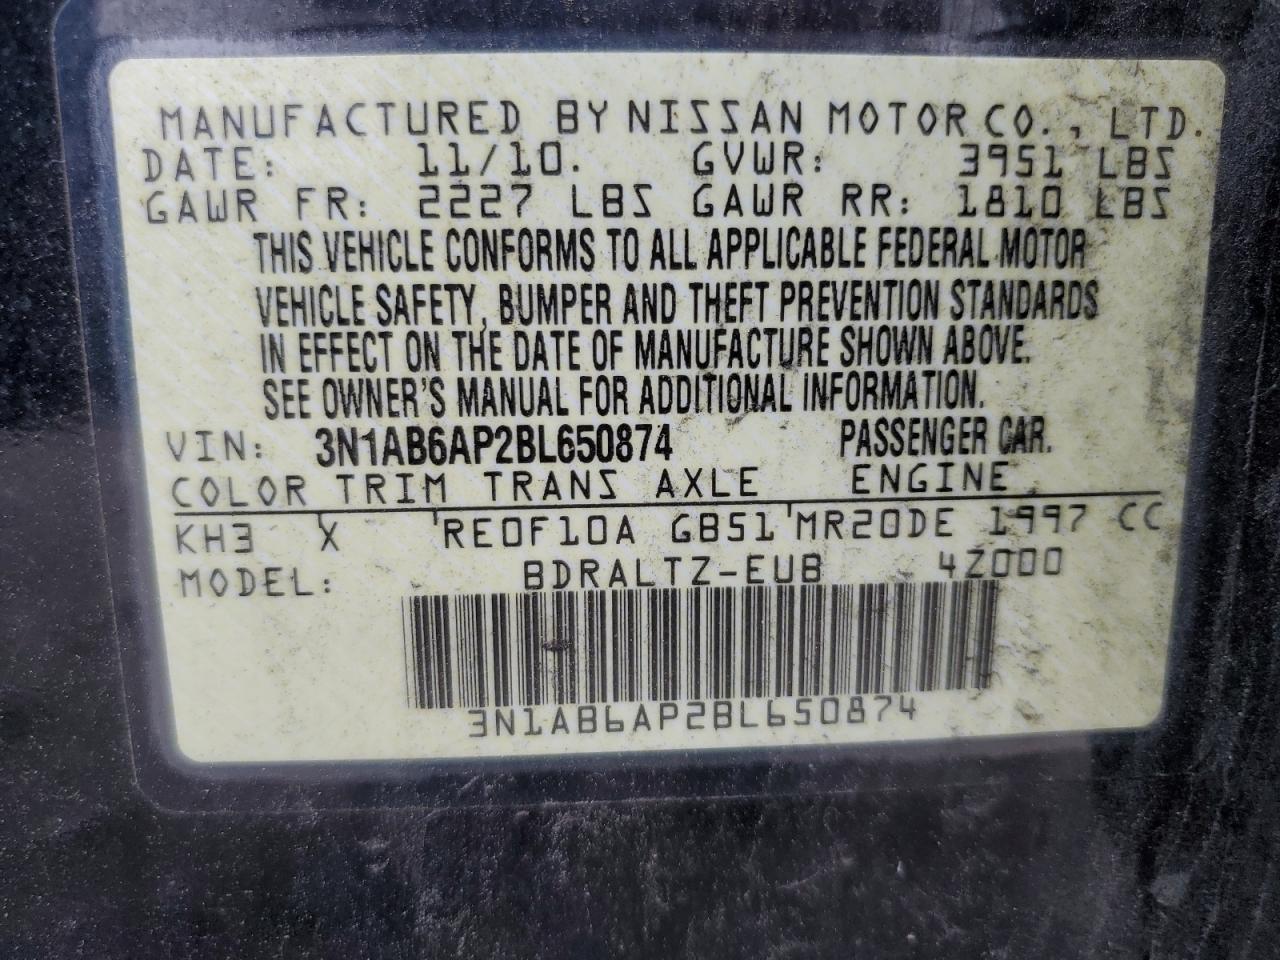 MANUFACTURED BY NISSAN MOTOR CO., LTD.
DATE: 11/10. GVWR: 3951 LBS
GAWR FR: 2227 LBS GAWR RR: 1810 LBS
THIS VEHICLE CONFORMS TO ALL APPLICABLE FEDERAL MOTOR
VEHICLE SAFETY, BUMPER AND THEFT PREVENTION STANDARDS
IN EFFECT ON THE DATE OF MANUFACTURE SHOWN ABOVE.
SEE OWNER'S MANUAL FOR ADDITIONAL INFORMATION.
VIN: 3N1AB6AP2BL650874 PASSENGER CAR.
COLOR TRIM TRANS AXLE ENGINE
KH3 X RE0F10A GB51 MR20DE 1997 CC
MODEL: BDRALTZ-EUB 4Z000
3N1AB6AP2BL650874